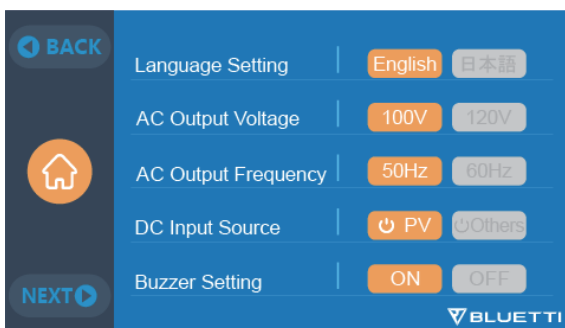 BACK
Language Setting English 日本語
AC Output Voltage 100V 120V
AC Output Frequency 50Hz 60Hz
DC Input Source PV Others
Buzzer Setting ON OFF
NEXT
BLUETTI